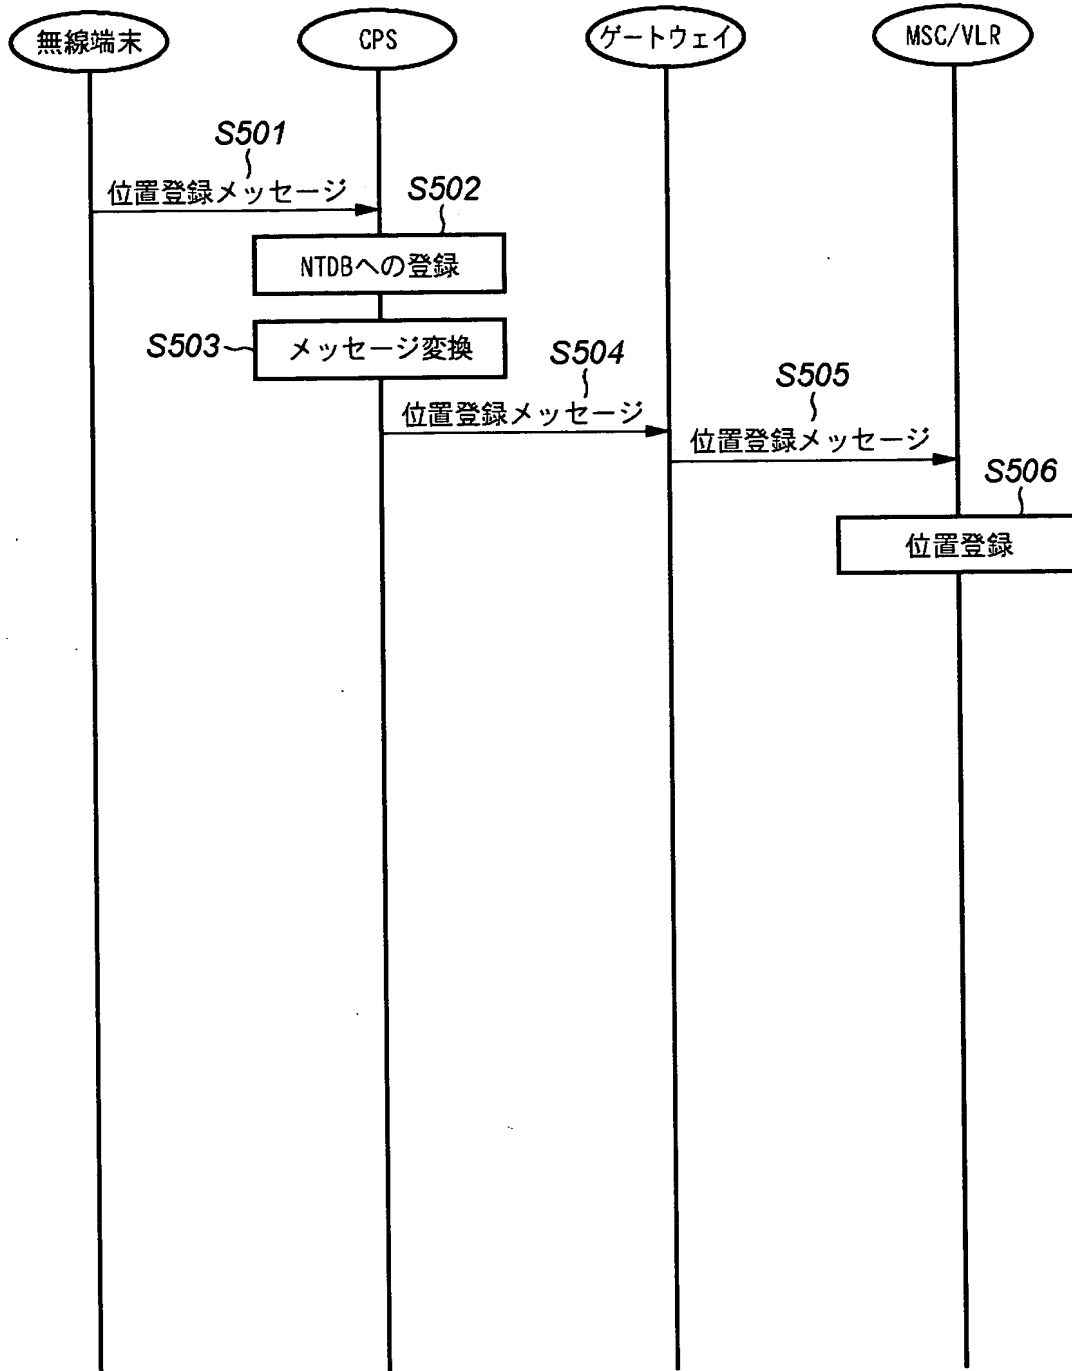 無線端末
CPS
ゲートウェイ
MSC/VLR
S501
位置登録メッセージ
S502
NTDBへの登録
S503
メッセージ変換
S504
位置登録メッセージ
S505
位置登録メッセージ
S506
位置登録